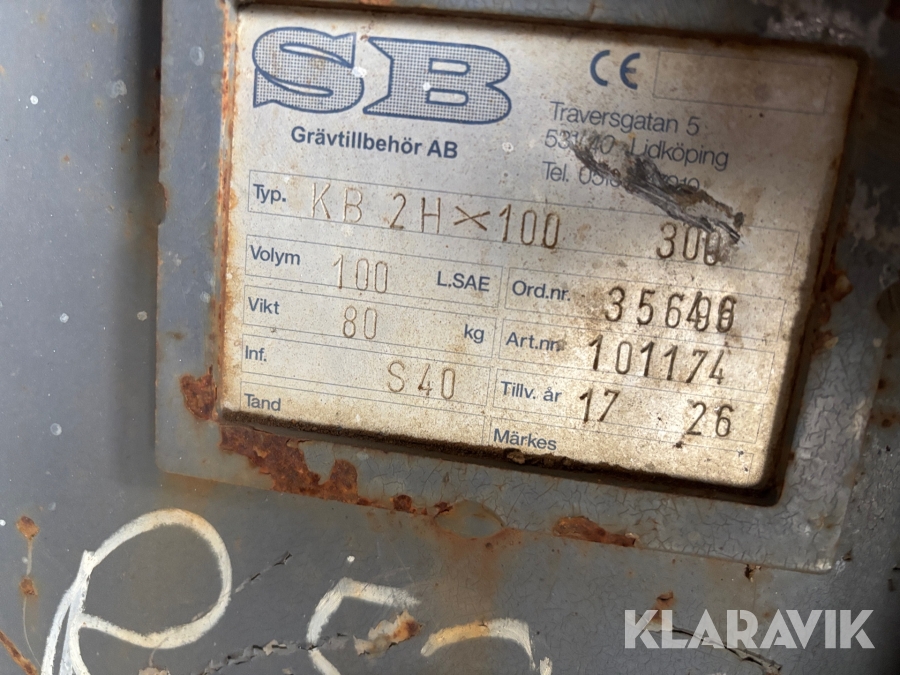 SB
Grävtillbehör AB
CE
Traversgatan 5
Lidköping
Tel.
Typ. KB 2H×100 300
Volym 100 L.SAE
Ord.nr.
Vikt 80 kg
Art.nr. 101174
Inf. S40
Tillv. år 17 26
Tand
Märkes
KLARAVIK